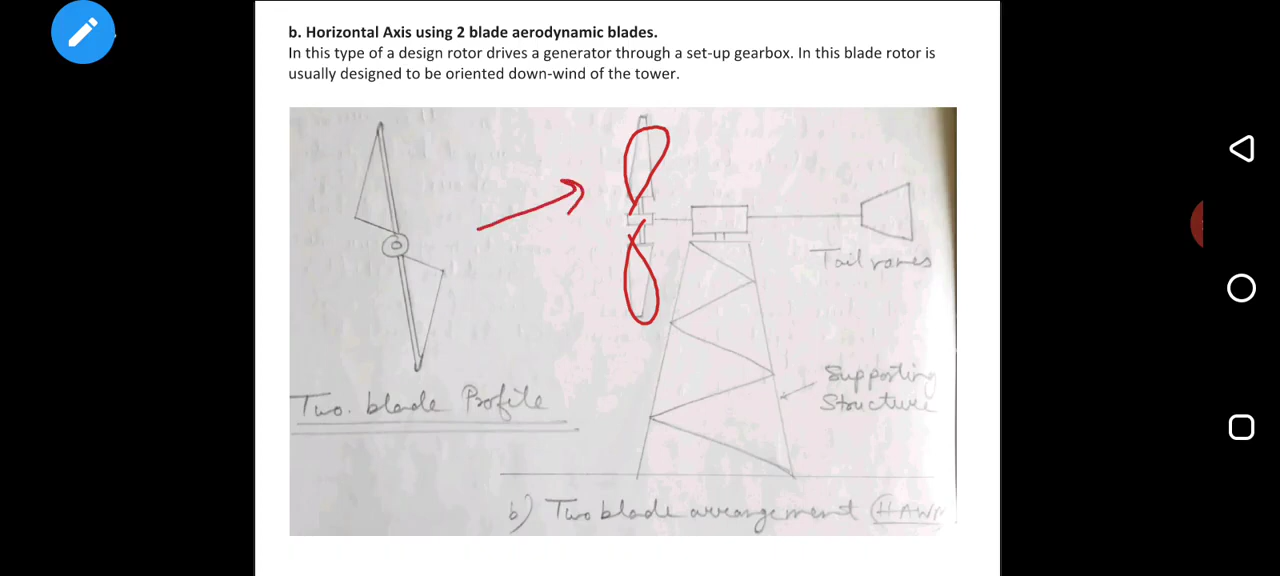 b. Horizontal Axis using 2 blade aerodynamic blades.
In this type of a design rotor drives a generator through a set-up gearbox. In this blade rotor is
usually designed to be oriented down-wind of the tower.
Tail vanes
Supporting
Structure
Two. blade Profile
b) Two blade arrangement (HAWM